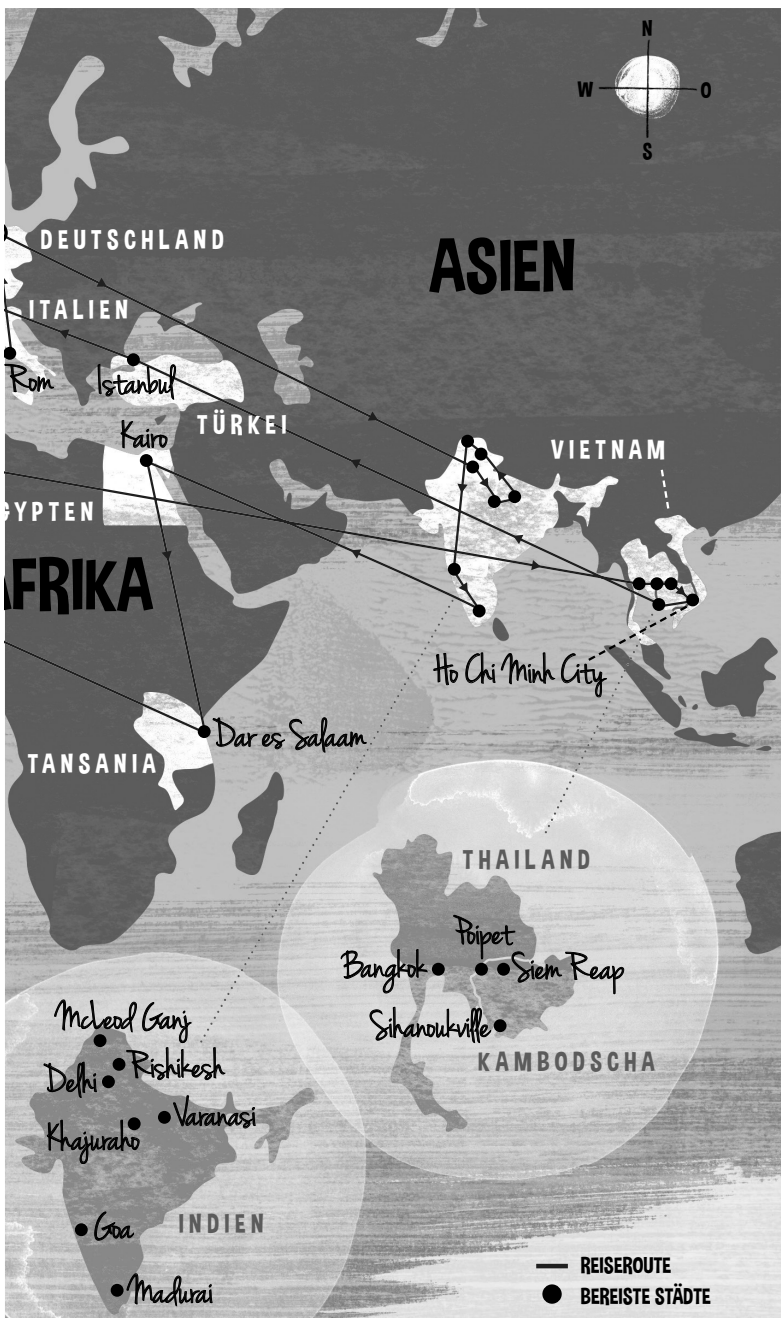 N
W O
S
DEUTSCHLAND
ASIEN
ITALIEN
Rom
Istanbul
TÜRKEI
Kairo
VIETNAM
GYPTEN
AFRIKA
Ho Chi Minh City
Dar es Salaam
TANSANIA
THAILAND
Poipet
Bangkok
Siem Reap
Sihanoukville
KAMBODSCHA
McLeod Ganj
Rishikesh
Delhi
Varanasi
Khajuraho
Goa
INDIEN
Madurai
REISEROUTE
BEREISTE STÄDTE